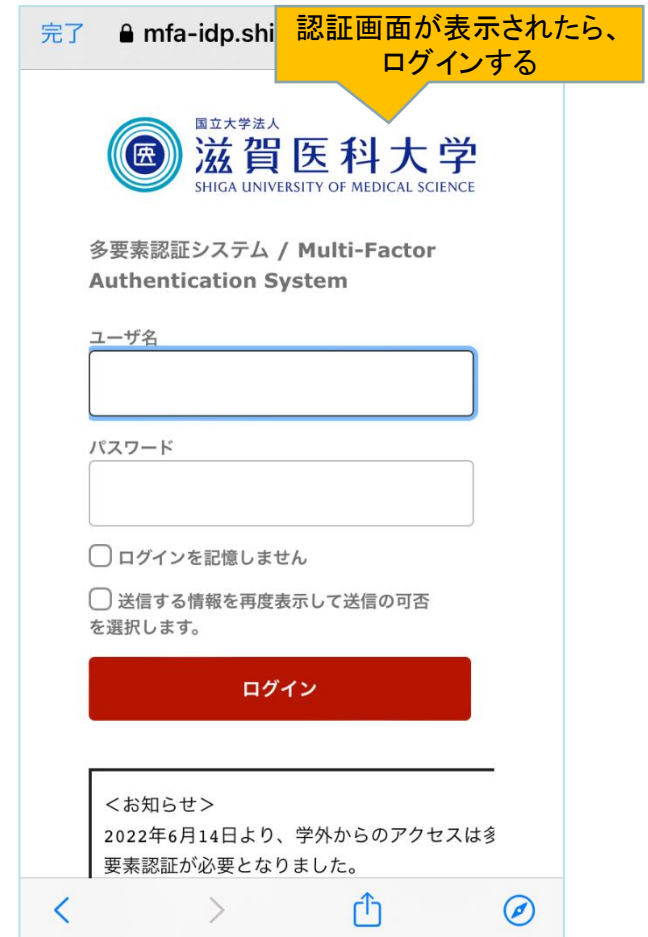 完了
mfa-idp.shi
認証画面が表示されたら、
ログインする
医
国立大学法人
滋賀医科大学
SHIGA UNIVERSITY OF MEDICAL SCIENCE
多要素認証システム / Multi-Factor
Authentication System
ユーザ名
パスワード
ログインを記憶しません
送信する情報を再度表示して送信の可否
を選択します。
ログイン
<お知らせ>
2022年6月14日より、学外からのアクセスは多
要素認証が必要となりました。